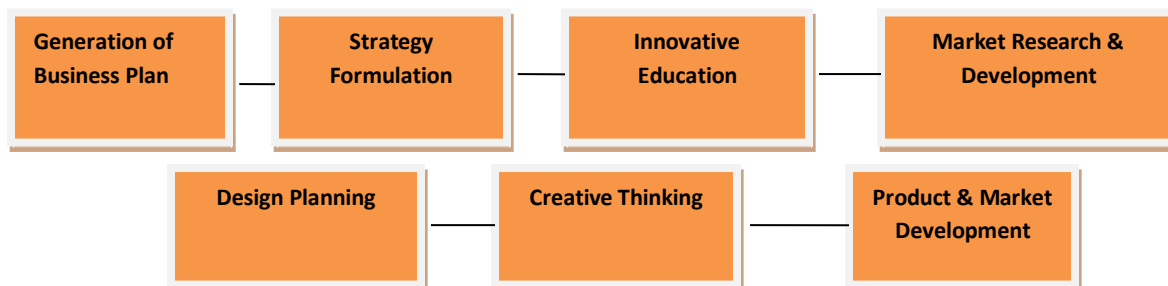 Generation of
Business Plan
Strategy
Formulation
Innovative
Education
Market Research &
Development
Design Planning
Creative Thinking
Product & Market
Development